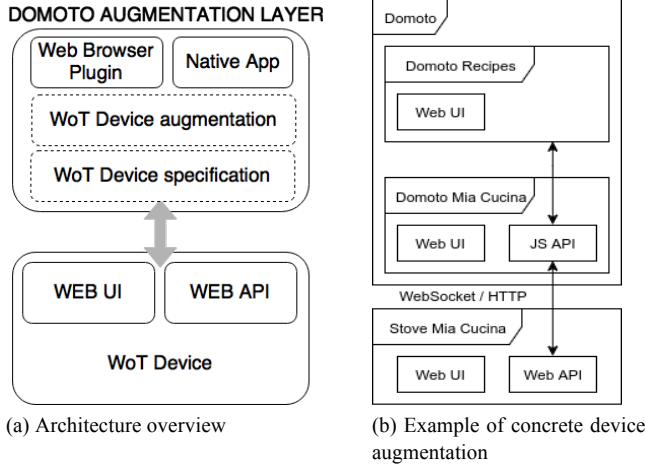 DOMOTO AUGMENTATION LAYER
Web Browser
Plugin
Native App
WoT Device augmentation
WoT Device specification
WEB UI
WEB API
WoT Device
(a) Architecture overview
Domoto
Domoto Recipes
Web UI
Domoto Mia Cucina
Web UI
JS API
WebSocket / HTTP
Stove Mia Cucina
Web UI
Web API
(b) Example of concrete device
augmentation